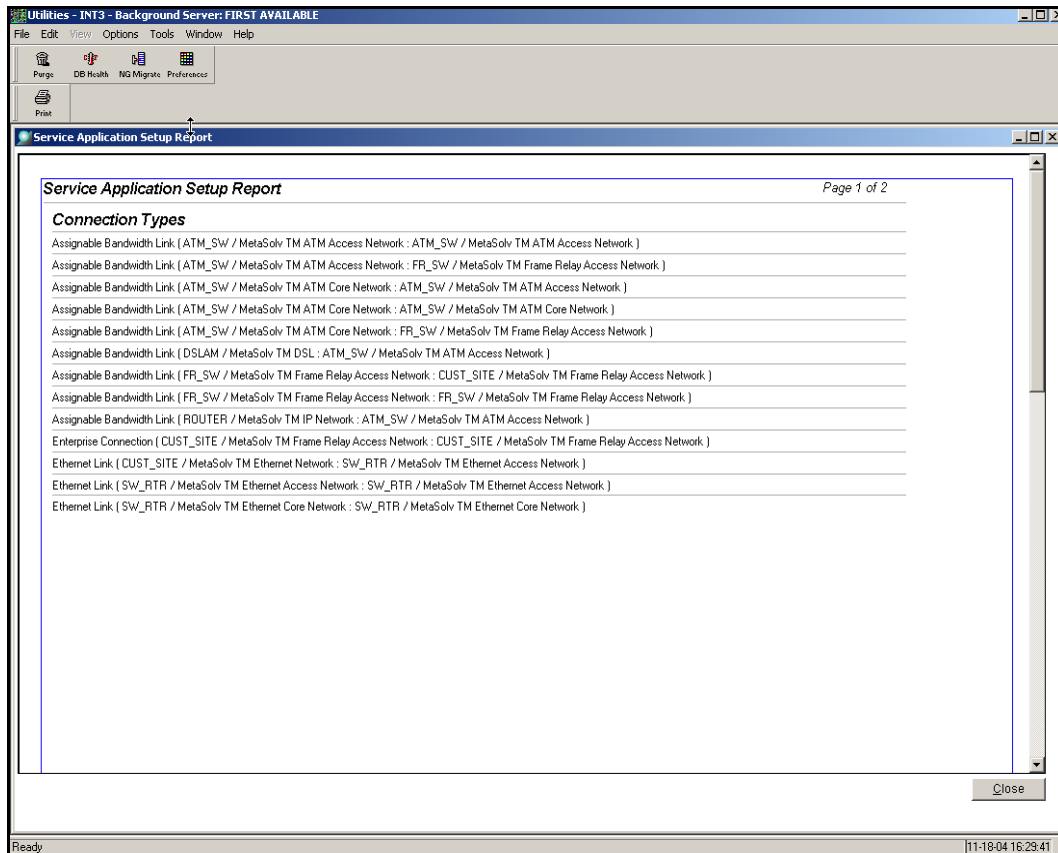 Utilities - INT3 - Background Server: FIRST AVAILABLE
File Edit View Options Tools Window Help
Purge DB Health NG Migrate Preferences
Print
Service Application Setup Report
Service Application Setup Report Page 1 of 2
Connection Types
Assignable Bandwidth Link ( ATM_SW / MetaSolv TM ATM Access Network : ATM_SW / MetaSolv TM ATM Access Network )
Assignable Bandwidth Link ( ATM_SW / MetaSolv TM ATM Access Network : FR_SW / MetaSolv TM Frame Relay Access Network )
Assignable Bandwidth Link ( ATM_SW / MetaSolv TM ATM Core Network : ATM_SW / MetaSolv TM ATM Access Network )
Assignable Bandwidth Link ( ATM_SW / MetaSolv TM ATM Core Network : ATM_SW / MetaSolv TM ATM Core Network )
Assignable Bandwidth Link ( ATM_SW / MetaSolv TM ATM Core Network : FR_SW / MetaSolv TM Frame Relay Access Network )
Assignable Bandwidth Link ( DSLAM / MetaSolv TM DSL : ATM_SW / MetaSolv TM ATM Access Network )
Assignable Bandwidth Link ( FR_SW / MetaSolv TM Frame Relay Access Network : CUST_SITE / MetaSolv TM Frame Relay Access Network )
Assignable Bandwidth Link ( FR_SW / MetaSolv TM Frame Relay Access Network : FR_SW / MetaSolv TM Frame Relay Access Network )
Assignable Bandwidth Link ( ROUTER / MetaSolv TM IP Network : ATM_SW / MetaSolv TM ATM Access Network )
Enterprise Connection ( CUST_SITE / MetaSolv TM Frame Relay Access Network : CUST_SITE / MetaSolv TM Frame Relay Access Network )
Ethernet Link ( CUST_SITE / MetaSolv TM Ethernet Network : SW_RTR / MetaSolv TM Ethernet Access Network )
Ethernet Link ( SW_RTR / MetaSolv TM Ethernet Access Network : SW_RTR / MetaSolv TM Ethernet Access Network )
Ethernet Link ( SW_RTR / MetaSolv TM Ethernet Core Network : SW_RTR / MetaSolv TM Ethernet Core Network )
Close
Ready 11-18-04 16:29:41